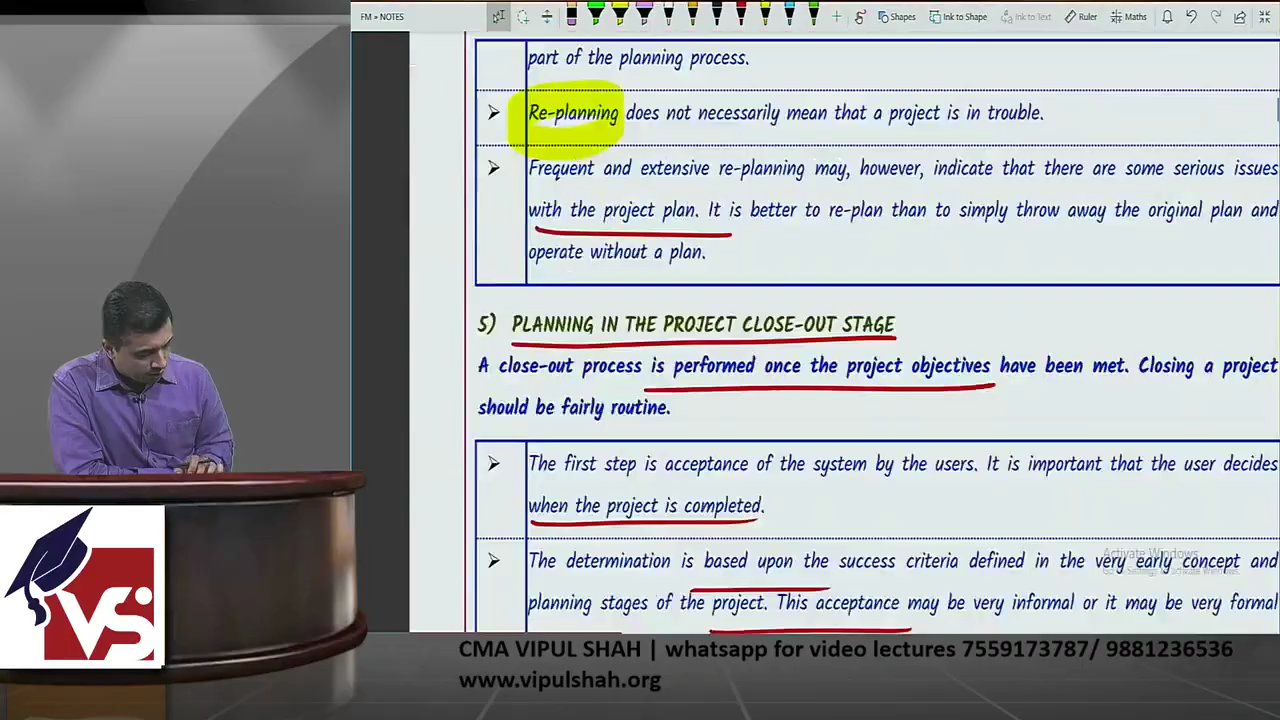 FM » NOTES
Shapes
Ink to Shape
Ink to Text
Ruler
Maths
part of the planning process.
➤ Re-planning does not necessarily mean that a project is in trouble.
➤ Frequent and extensive re-planning may, however, indicate that there are some serious issues
with the project plan. It is better to re-plan than to simply throw away the original plan and
operate without a plan.
5) PLANNING IN THE PROJECT CLOSE-OUT STAGE
A close-out process is performed once the project objectives have been met. Closing a project
should be fairly routine.
➤ The first step is acceptance of the system by the users. It is important that the user decides
when the project is completed.
➤ The determination is based upon the success criteria defined in the very early concept and
planning stages of the project. This acceptance may be very informal or it may be very formal
Activate Windows
VS
CMA VIPUL SHAH | whatsapp for video lectures 7559173787/ 9881236536
www.vipulshah.org